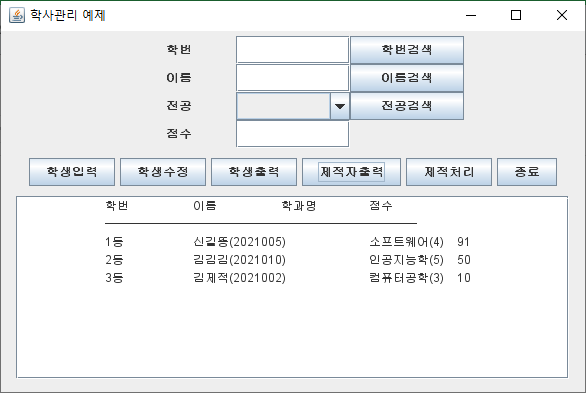 학사관리 예제
학번 학번검색
이름 이름검색
전공 전공검색
점수
학생입력 학생수정 학생출력 제적자출력 제적처리 종료
학번 이름 학과명 점수
1등 신길똥(2021005) 소프트웨어(4) 91
2등 김김김(2021010) 인공지능학(5) 50
3등 김제적(2021002) 컴퓨터공학(3) 10